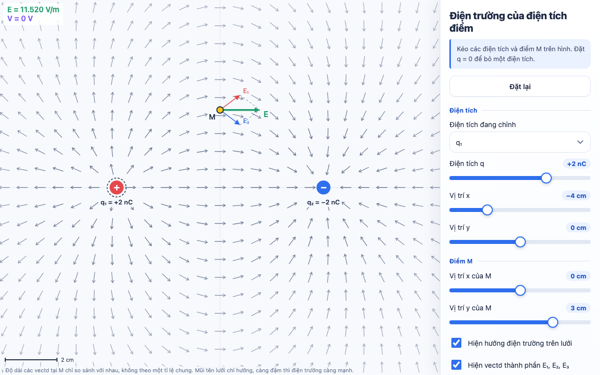 E = 11.520 V/m
V = 0 V
E₁
E
M
E₂
q₁ = +2 nC
q₂ = −2 nC
2 cm
Độ dài các vectơ tại M chỉ so sánh với nhau, không theo một tỉ lệ chung. Mũi tên lưới chỉ hướng, càng đậm thì điện trường càng mạnh.
Điện trường của điện tích
điểm
Kéo các điện tích và điểm M trên hình. Đặt
q = 0 để bỏ một điện tích.
Đặt lại
Điện tích
Điện tích đang chỉnh
q₁
Điện tích q
+2 nC
Vị trí x
−4 cm
Vị trí y
0 cm
Điểm M
Vị trí x của M
0 cm
Vị trí y của M
3 cm
Hiện hướng điện trường trên lưới
Hiện vectơ thành phần E₁, E₂, E₃